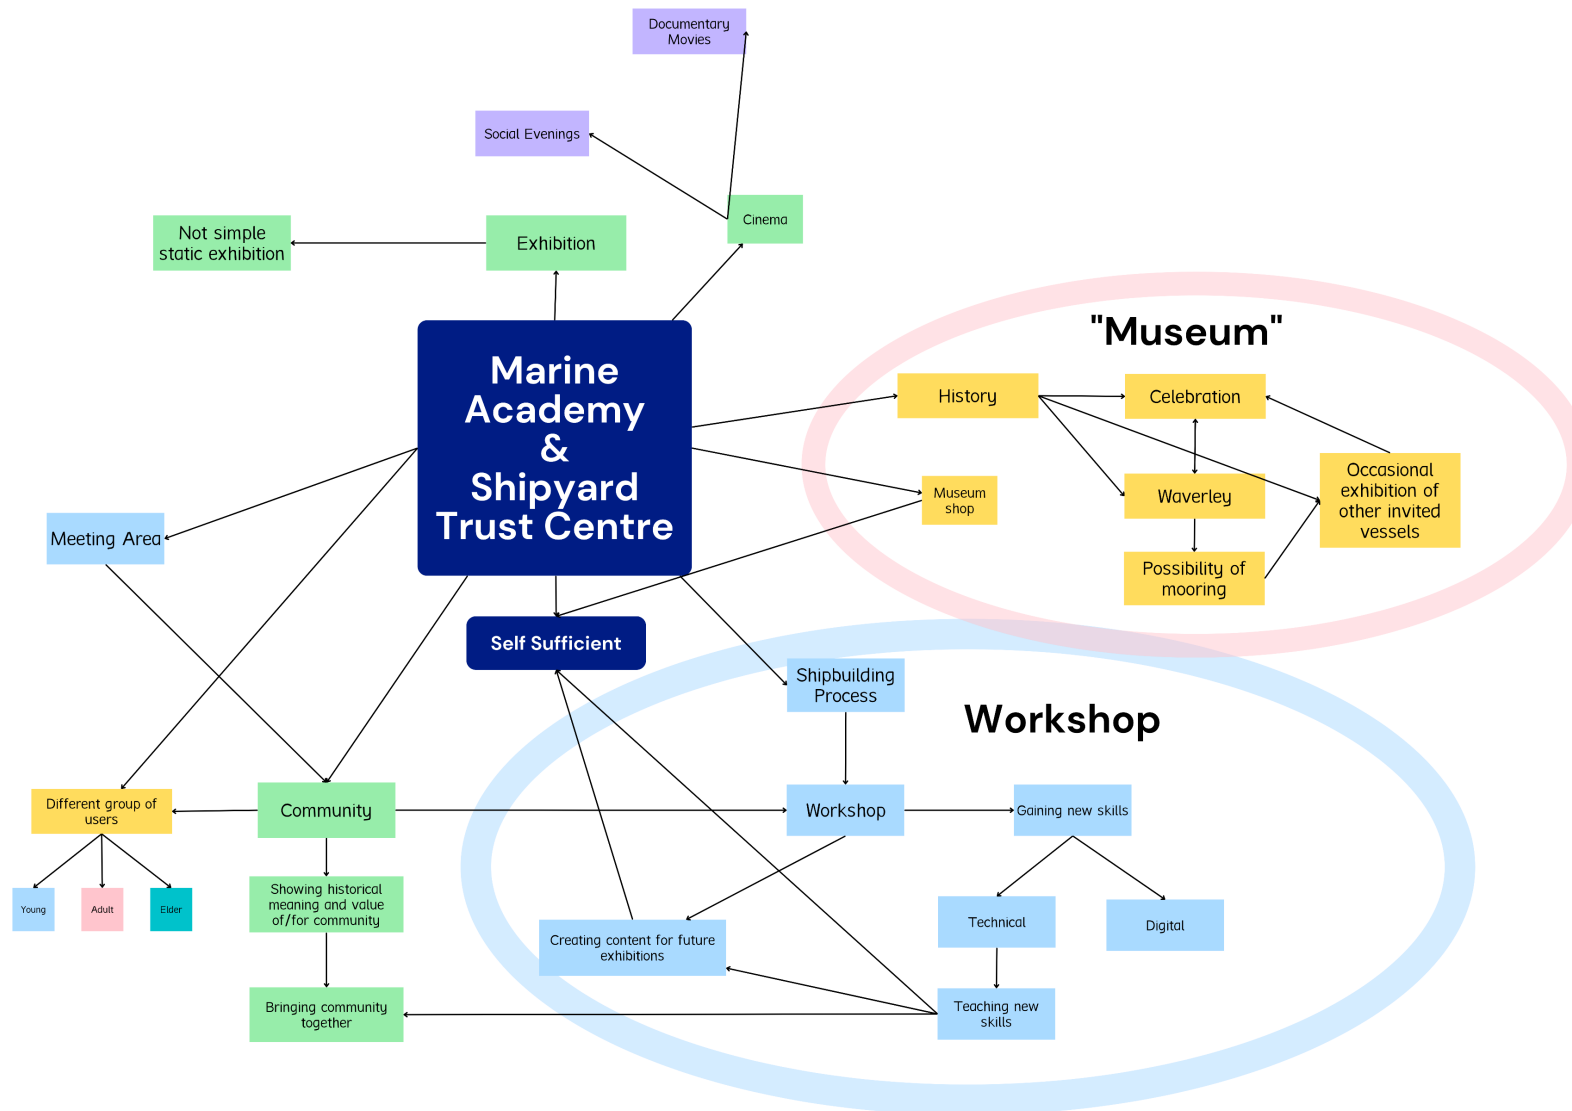 Documentary
Movies
Social Evenings
Cinema
Not simple
static exhibition
Exhibition
Marine
Academy
&
Shipyard
Trust Centre
"Museum"
History
Celebration
Museum
shop
Waverley
Occasional
exhibition of
other invited
vessels
Possibility of
mooring
Meeting Area
Self Sufficient
Shipbuilding
Process
Workshop
Different group of
users
Community
Workshop
Gaining new skills
Young
Adult
Elder
Showing historical
meaning and value
of/for community
Creating content for future
exhibitions
Technical
Digital
Bringing community
together
Teaching new
skills